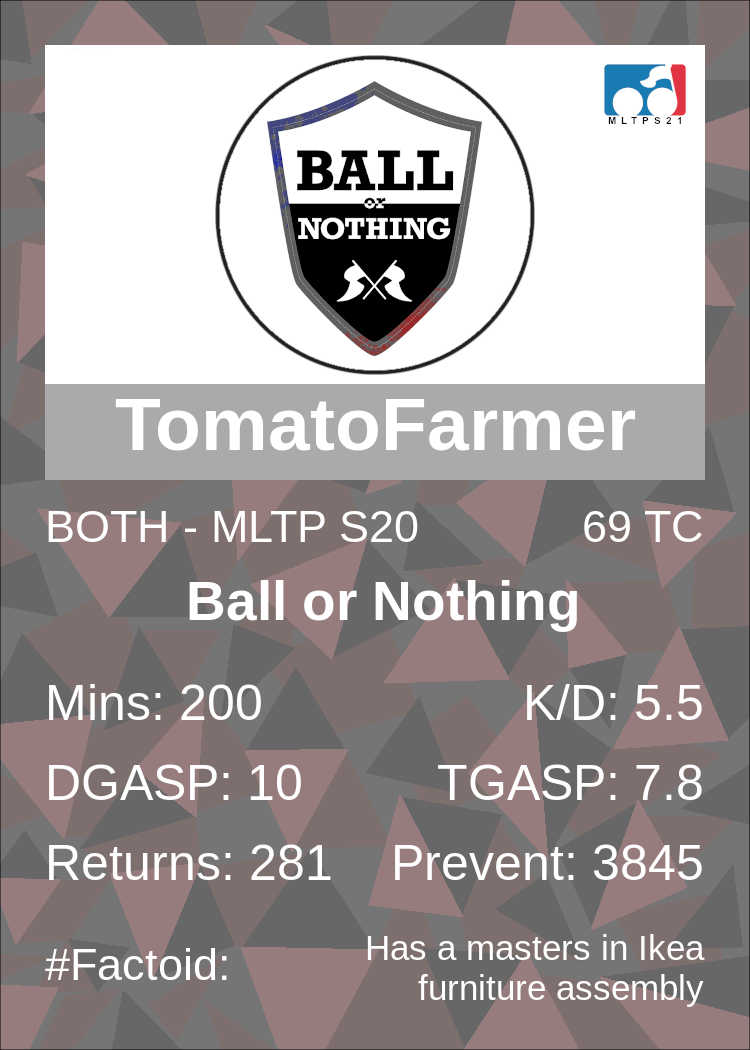 MLTPS21
BALL
or
NOTHING
TomatoFarmer
BOTH - MLTP S20 69 TC
Ball or Nothing
Mins: 200 K/D: 5.5
DGASP: 10 TGASP: 7.8
Returns: 281 Prevent: 3845
#Factoid: Has a masters in Ikea
furniture assembly